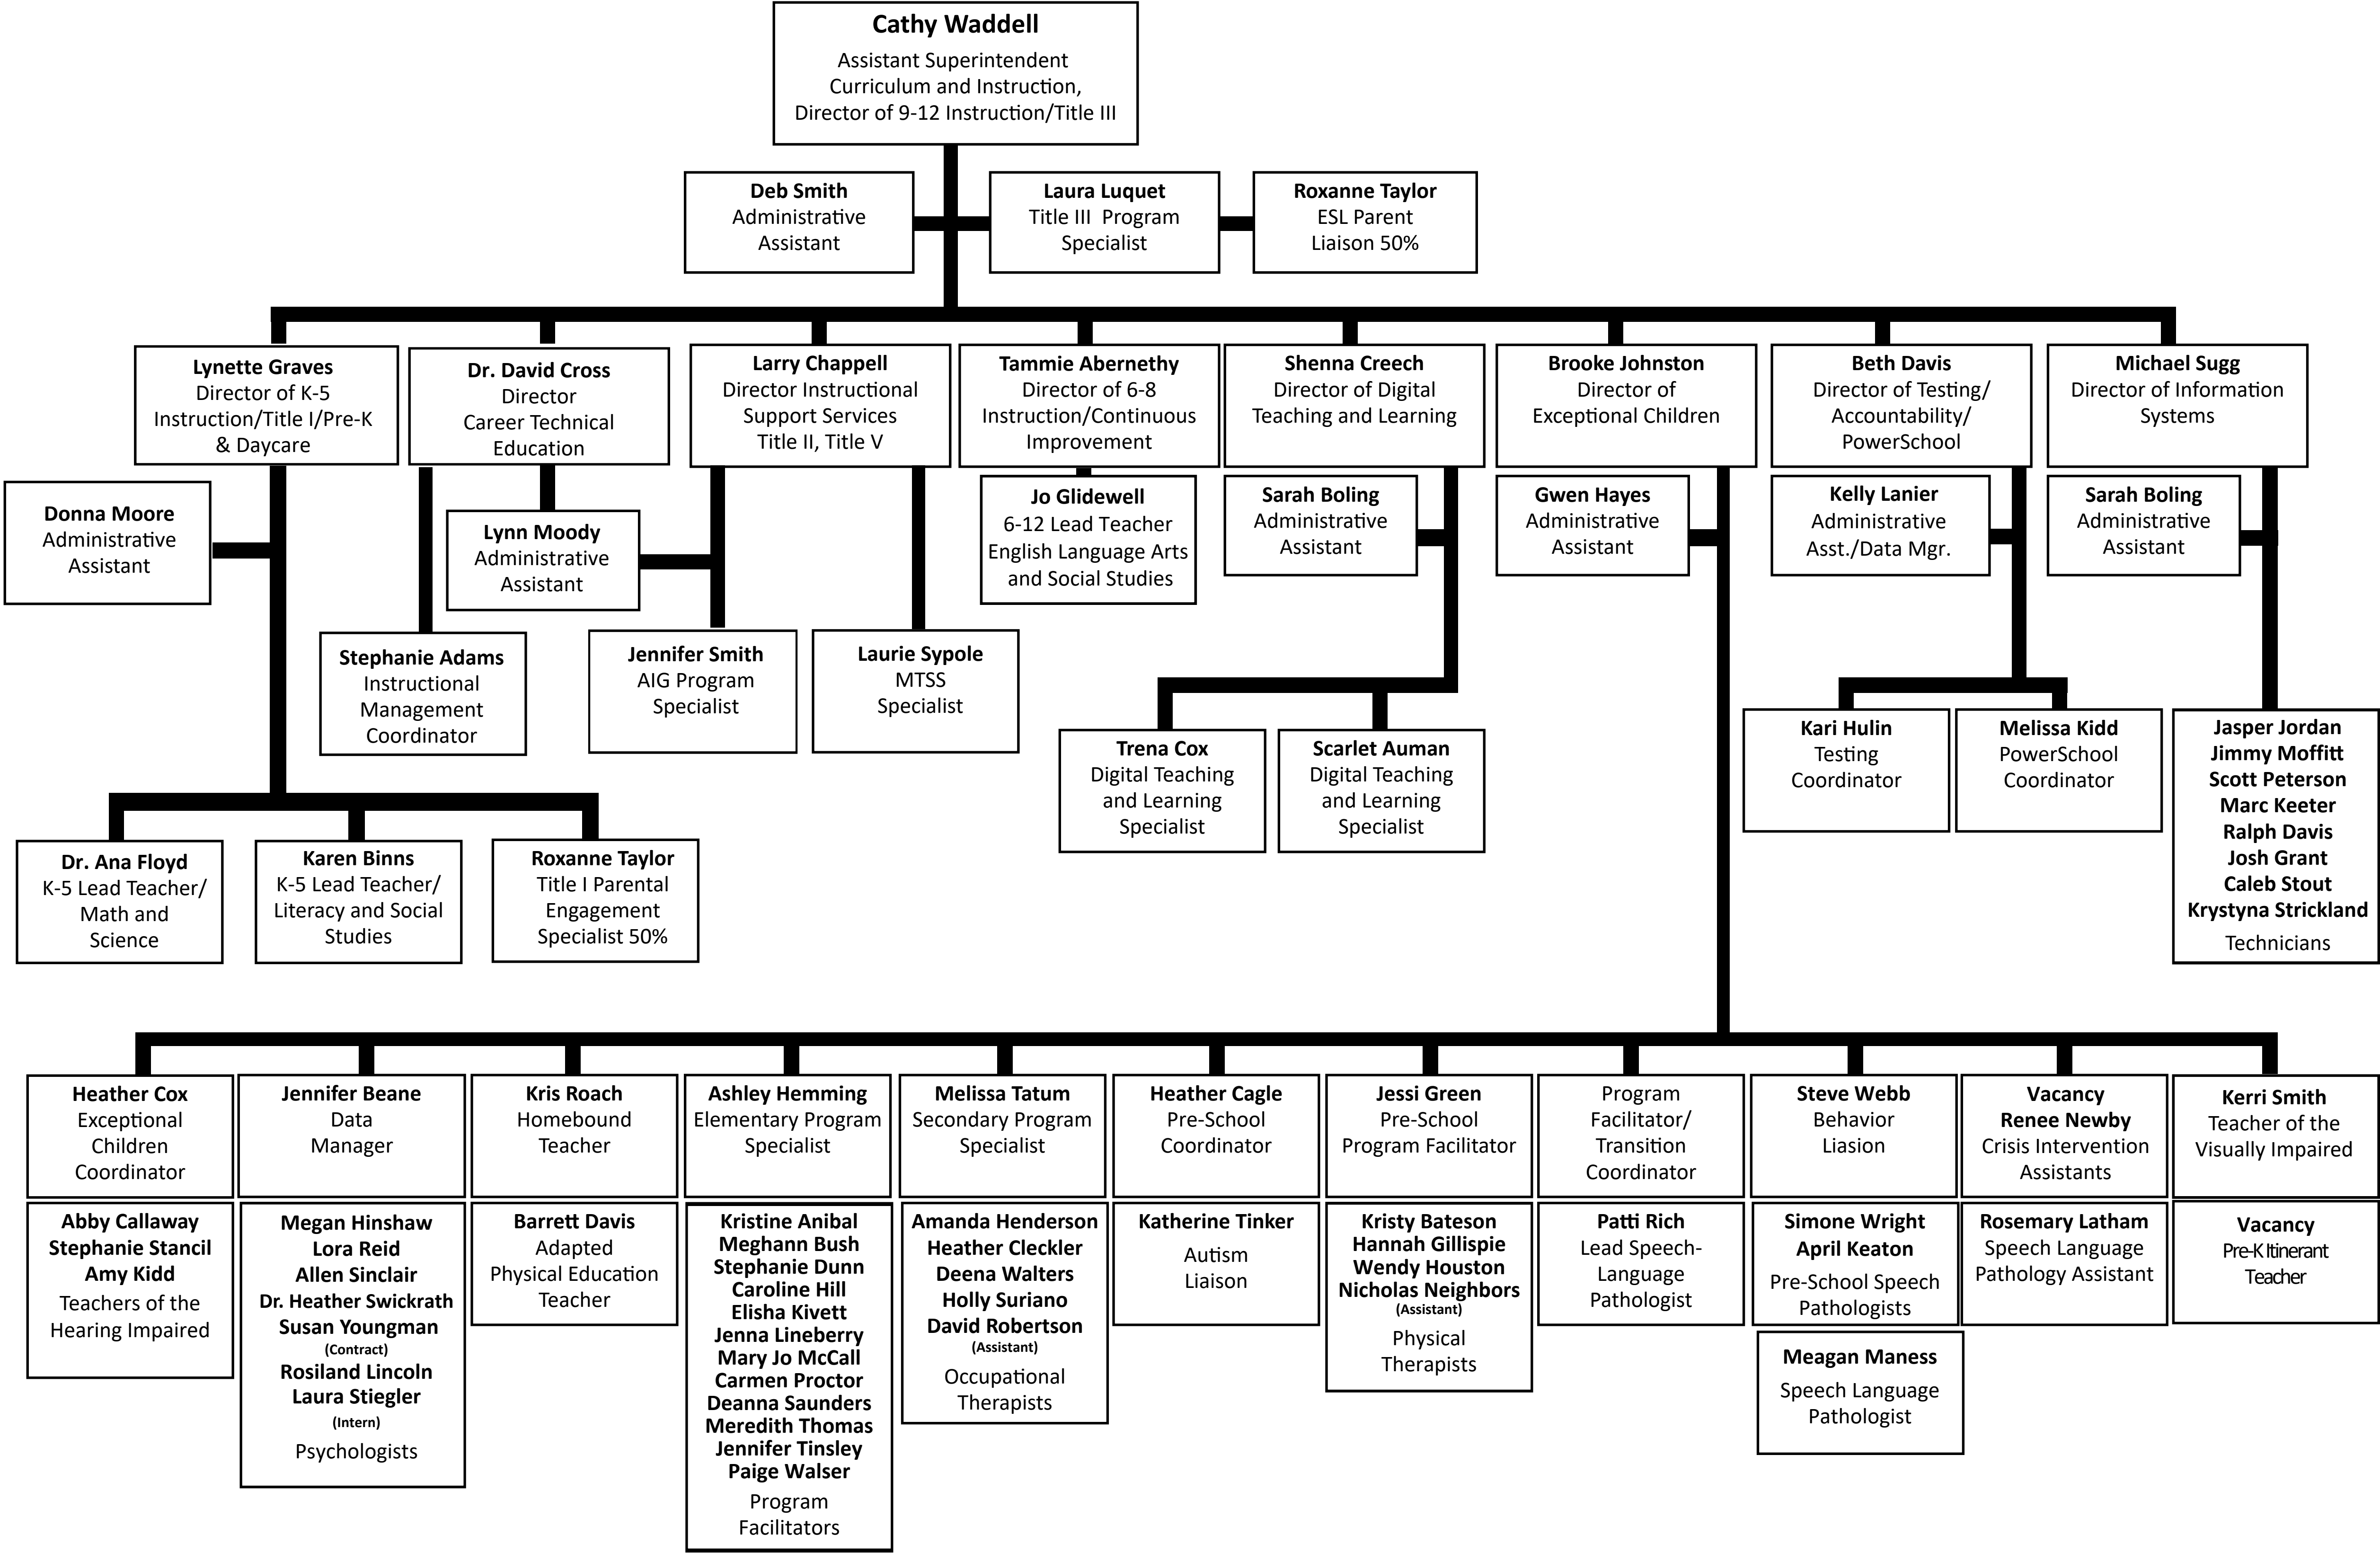 Cathy Waddell
Assistant Superintendent
Curriculum and Instruction,
Director of 9-12 Instruction/Title III
Deb Smith
Administrative
Assistant
Laura Luquet
Title III  Program
Specialist
Roxanne Taylor
ESL Parent
Liaison 50%
Lynette Graves
Director of K-5
Instruction/Title I/Pre-K
& Daycare
Dr. David Cross
Director
Career Technical
Education
Larry Chappell
Director Instructional
Support Services
Title II, Title V
Tammie Abernethy
Director of 6-8
Instruction/Continuous
Improvement
Shenna Creech
Director of Digital
Teaching and Learning
Brooke Johnston
Director of
Exceptional Children
Beth Davis
Director of Testing/
Accountability/
PowerSchool
Michael Sugg
Director of Information
Systems
Donna Moore
Administrative
Assistant
Lynn Moody
Administrative
Assistant
Jo Glidewell
6-12 Lead Teacher
English Language Arts
and Social Studies
Sarah Boling
Administrative
Assistant
Gwen Hayes
Administrative
Assistant
Kelly Lanier
Administrative
Asst./Data Mgr.
Sarah Boling
Administrative
Assistant
Stephanie Adams
Instructional
Management
Coordinator
Jennifer Smith
AIG Program
Specialist
Laurie Sypole
MTSS
Specialist
Trena Cox
Digital Teaching
and Learning
Specialist
Scarlet Auman
Digital Teaching
and Learning
Specialist
Kari Hulin
Testing
Coordinator
Melissa Kidd
PowerSchool
Coordinator
Jasper Jordan
Jimmy Moffitt
Scott Peterson
Marc Keeter
Ralph Davis
Josh Grant
Caleb Stout
Krystyna Strickland
Technicians
Dr. Ana Floyd
K-5 Lead Teacher/
Math and
Science
Karen Binns
K-5 Lead Teacher/
Literacy and Social
Studies
Roxanne Taylor
Title I Parental
Engagement
Specialist 50%
Heather Cox
Exceptional
Children
Coordinator
Jennifer Beane
Data
Manager
Kris Roach
Homebound
Teacher
Ashley Hemming
Elementary Program
Specialist
Melissa Tatum
Secondary Program
Specialist
Heather Cagle
Pre-School
Coordinator
Jessi Green
Pre-School
Program Facilitator
Program
Facilitator/
Transition
Coordinator
Steve Webb
Behavior
Liasion
Vacancy
Renee Newby
Crisis Intervention
Assistants
Kerri Smith
Teacher of the
Visually Impaired
Abby Callaway
Stephanie Stancil
Amy Kidd
Teachers of the
Hearing Impaired
Megan Hinshaw
Lora Reid
Allen Sinclair
Dr. Heather Swickrath
Susan Youngman
(Contract)
Rosiland Lincoln
Laura Stiegler
(Intern)
Psychologists
Barrett Davis
Adapted
Physical Education
Teacher
Kristine Anibal
Meghann Bush
Stephanie Dunn
Caroline Hill
Elisha Kivett
Jenna Lineberry
Mary Jo McCall
Carmen Proctor
Deanna Saunders
Meredith Thomas
Jennifer Tinsley
Paige Walser
Program
Facilitators
Amanda Henderson
Heather Cleckler
Deena Walters
Holly Suriano
David Robertson
(Assistant)
Occupational
Therapists
Katherine Tinker
Autism
Liaison
Kristy Bateson
Hannah Gillispie
Wendy Houston
Nicholas Neighbors
(Assistant)
Physical
Therapists
Patti Rich
Lead Speech-
Language
Pathologist
Simone Wright
April Keaton
Pre-School Speech
Pathologists
Rosemary Latham
Speech Language
Pathology Assistant
Vacancy
Pre-K Itinerant
Teacher
Meagan Maness
Speech Language
Pathologist